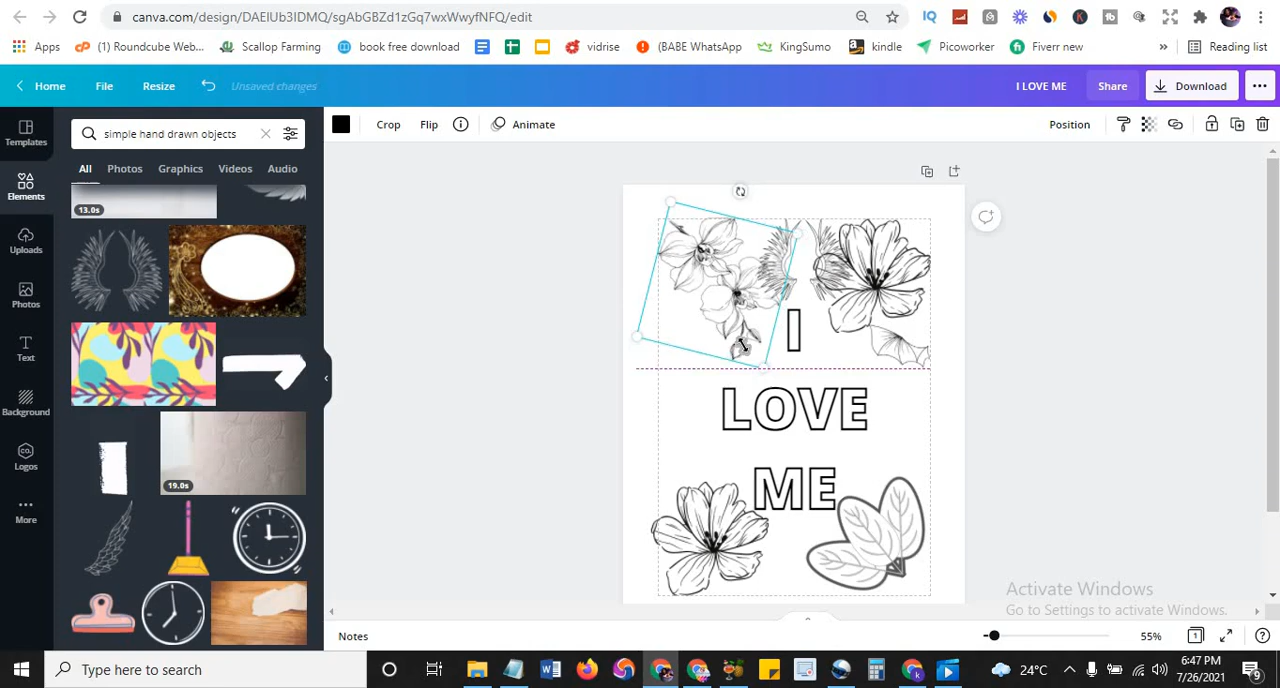 canva.com/design/DAEIUb3IDMQ/sgAbGBZd1zGq7wxWwyfNFQ/edit
Apps
(1) Roundcube Web...
Scallop Farming
book free download
vidrise
(BABE WhatsApp
KingSumo
kindle
Picoworker
Fiverr new
»
Reading list
Home
File
Resize
Unsaved changes
I LOVE ME
Share
Download
Templates
Elements
Uploads
Photos
Text
Background
CO.
Logos
More
simple hand drawn objects
All
Photos
Graphics
Videos
Audio
13.0s
19.0s
Crop
Flip
Animate
Position
I
LOVE
ME
Activate Windows
Go to Settings to activate Windows.
Notes
55%
1
Type here to search
24°C
6:47 PM
7/26/2021
9